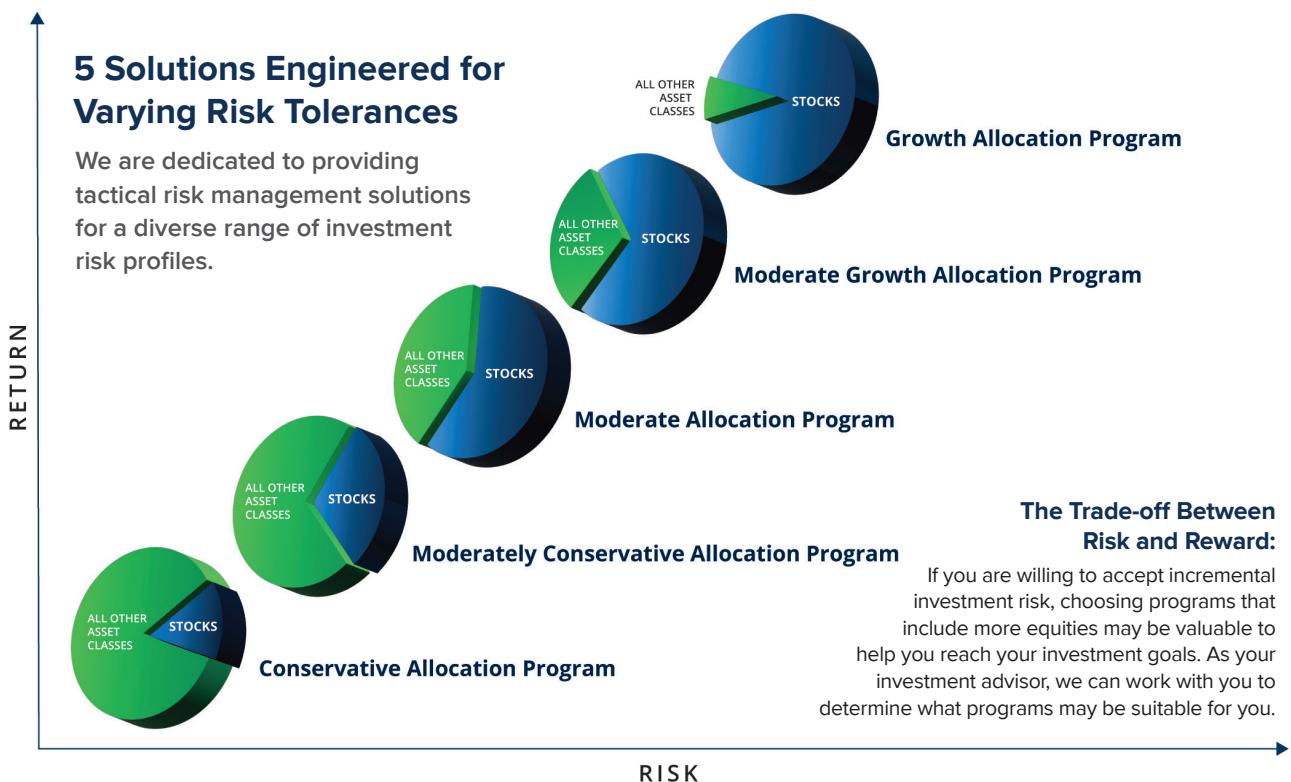 5 Solutions Engineered for
Varying Risk Tolerances
We are dedicated to providing
tactical risk management solutions
for a diverse range of investment
risk profiles.
ALL OTHER
ASSET
CLASSES
STOCKS
Growth Allocation Program
ALL OTHER
ASSET
CLASSES
STOCKS
Moderate Growth Allocation Program
ALL OTHER
ASSET
CLASSES
STOCKS
Moderate Allocation Program
ALL OTHER
ASSET
CLASSES
STOCKS
Moderately Conservative Allocation Program
ALL OTHER
ASSET
CLASSES
STOCKS
Conservative Allocation Program
The Trade-off Between
Risk and Reward:
If you are willing to accept incremental
investment risk, choosing programs that
include more equities may be valuable to
help you reach your investment goals. As your
investment advisor, we can work with you to
determine what programs may be suitable for you.
RETURN
RISK